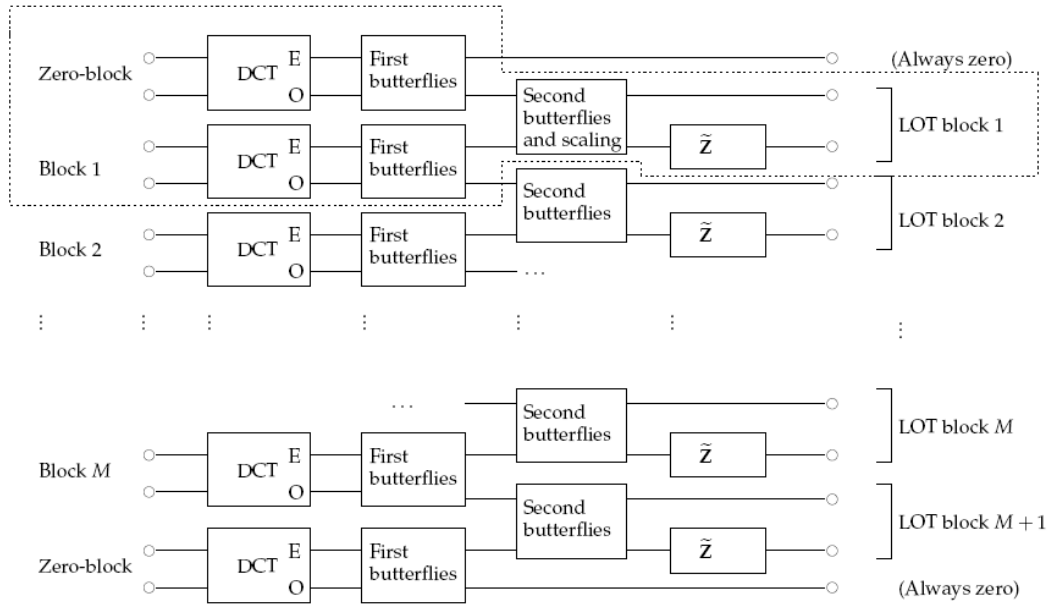 Zero-block
DCT
E
O
First
butterflies
(Always zero)
Second
butterflies
and scaling
LOT block 1
Block 1
DCT
E
O
First
butterflies
Z̃
Second
butterflies
LOT block 2
Block 2
DCT
E
O
First
butterflies
Z̃
...
⋮ ⋮ ⋮ ⋮ ⋮ ⋮ ⋮
...
Second
butterflies
LOT block M
Block M
DCT
E
O
First
butterflies
Z̃
Second
butterflies
LOT block M + 1
Zero-block
DCT
E
O
First
butterflies
Z̃
(Always zero)